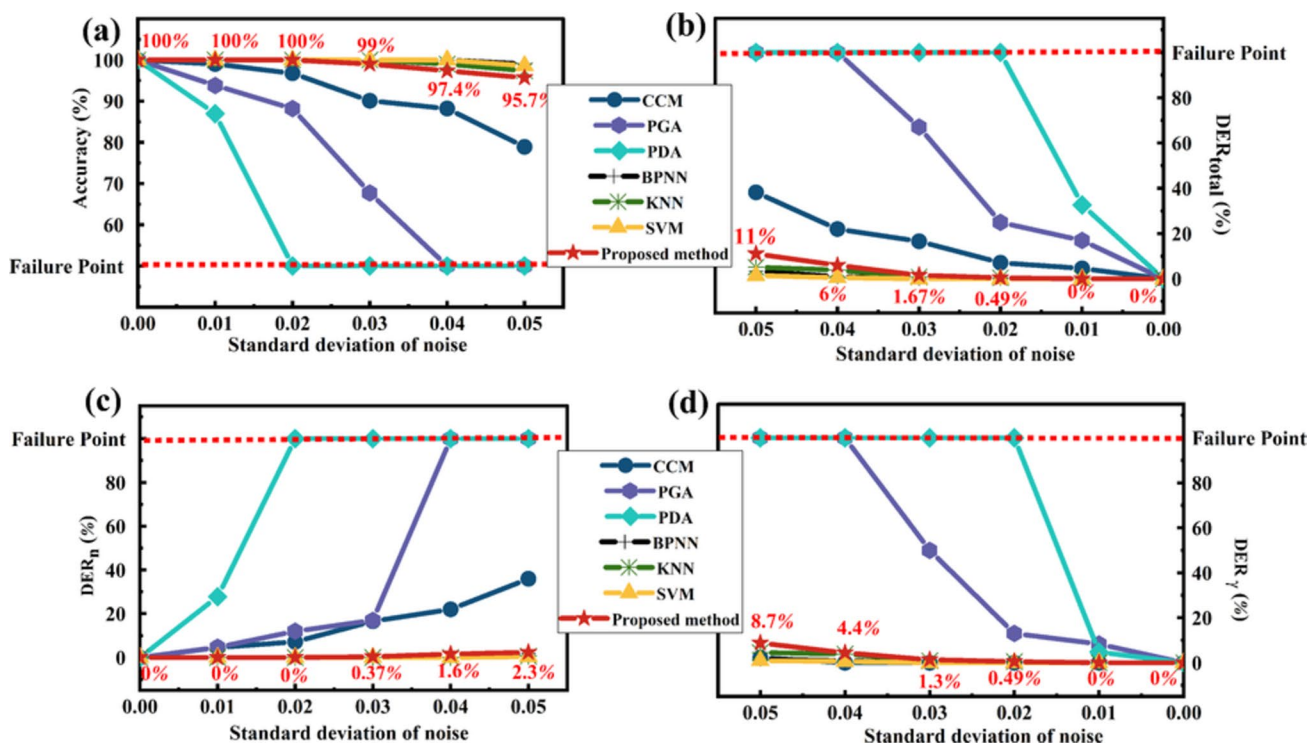 (a)
100% 100% 100% 99%
97.4%
95.7%
100
90
80
70
60
Failure Point
Accuracy (%)
0.00 0.01 0.02 0.03 0.04 0.05
Standard deviation of noise
CCM
PGA
PDA
BPNN
KNN
SVM
Proposed method
(b)
Failure Point
80
60
40
20
0
DERtotal (%)
11%
6% 1.67% 0.49% 0% 0%
0.05 0.04 0.03 0.02 0.01 0.00
Standard deviation of noise
(c)
Failure Point
80
60
40
20
0
DERn (%)
0% 0% 0% 0.37% 1.6% 2.3%
0.00 0.01 0.02 0.03 0.04 0.05
Standard deviation of noise
CCM
PGA
PDA
BPNN
KNN
SVM
Proposed method
(d)
Failure Point
80
60
40
20
0
DER γ (%)
8.7%
4.4%
1.3% 0.49% 0% 0%
0.05 0.04 0.03 0.02 0.01 0.00
Standard deviation of noise